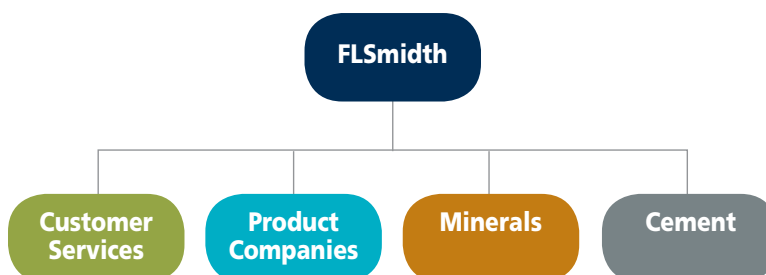 FLSmidth
Customer
Services
Product
Companies
Minerals
Cement